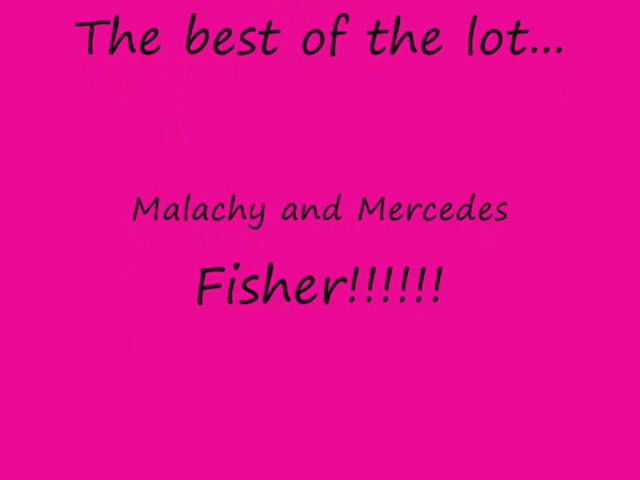 The best of the lot...
Malachy and Mercedes
Fisher!!!!!!